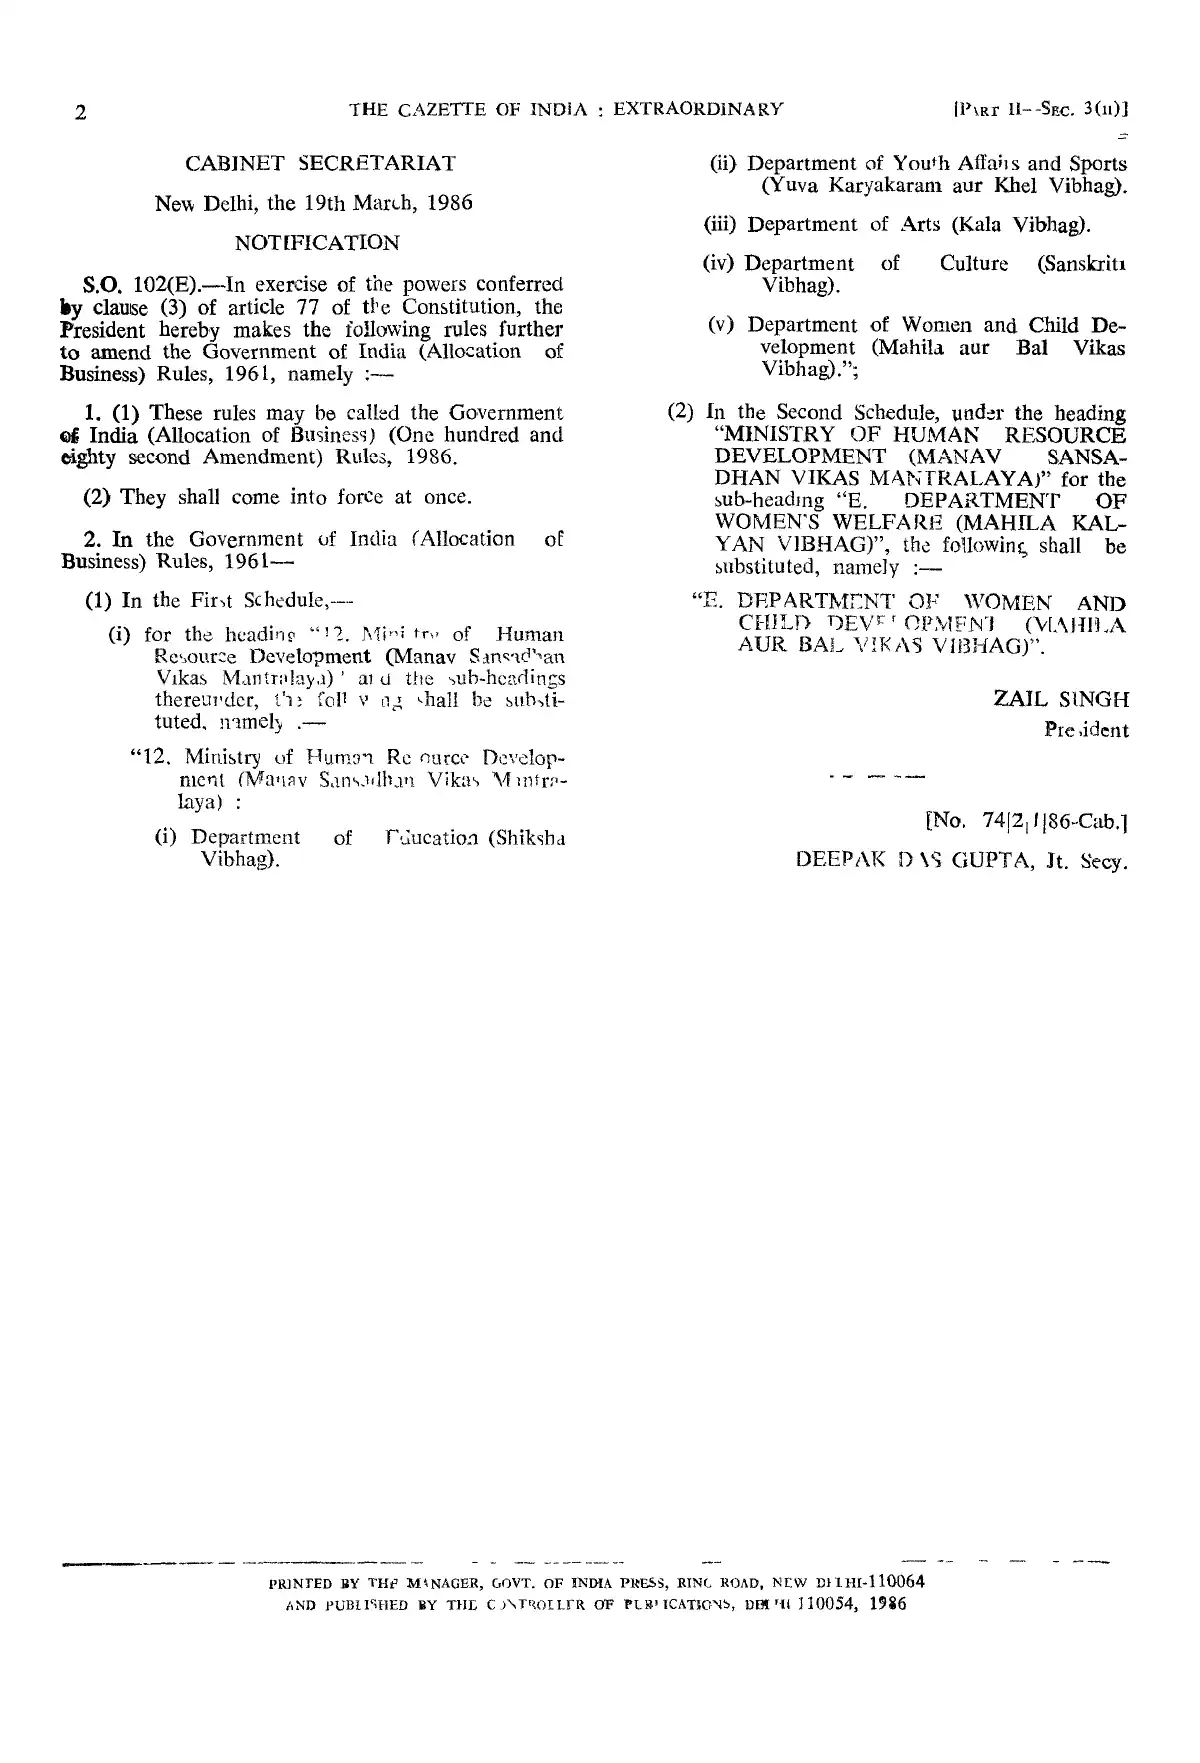 2 THE GAZETTE OF INDIA : EXTRAORDINARY [PART II--SEC. 3(ii)]
CABINET SECRETARIAT
New Delhi, the 19th March, 1986
NOTIFICATION
S.O. 102(E).—In exercise of the powers conferred
by clause (3) of article 77 of the Constitution, the
President hereby makes the following rules further
to amend the Government of India (Allocation of
Business) Rules, 1961, namely :—
1. (1) These rules may be called the Government
of India (Allocation of Business) (One hundred and
eighty second Amendment) Rules, 1986.
(2) They shall come into force at once.
2. In the Government of India (Allocation of
Business) Rules, 1961—
(1) In the First Schedule,—
(i) for the heading "12. Ministry of Human
Resource Development (Manav Sansadhan
Vikas Mantralaya)" and the sub-headings
thereunder, the following shall be substi-
tuted, namely :—
"12. Ministry of Human Resource Develop-
ment (Manav Sansadhan Vikas Mantra-
laya) :
(i) Department of Education (Shiksha
Vibhag).
(ii) Department of Youth Affairs and Sports
(Yuva Karyakaram aur Khel Vibhag).
(iii) Department of Arts (Kala Vibhag).
(iv) Department of Culture (Sanskriti
Vibhag).
(v) Department of Women and Child De-
velopment (Mahila aur Bal Vikas
Vibhag).";
(2) In the Second Schedule, under the heading
"MINISTRY OF HUMAN RESOURCE
DEVELOPMENT (MANAV SANSA-
DHAN VIKAS MANTRALAYA)" for the
sub-heading "E. DEPARTMENT OF
WOMEN'S WELFARE (MAHILA KAL-
YAN VIBHAG)", the following shall be
substituted, namely :—
"E. DEPARTMENT OF WOMEN AND
CHILD DEVELOPMENT (MAHILA
AUR BAL VIKAS VIBHAG)".
ZAIL SINGH
President
[No. 74|2|1|86-Cab.]
DEEPAK DAS GUPTA, Jt. Secy.
PRINTED BY THE MANAGER, GOVT. OF INDIA PRESS, RING ROAD, NEW DELHI-110064
AND PUBLISHED BY THE CONTROLLER OF PUBLICATIONS, DELHI 110054, 1986